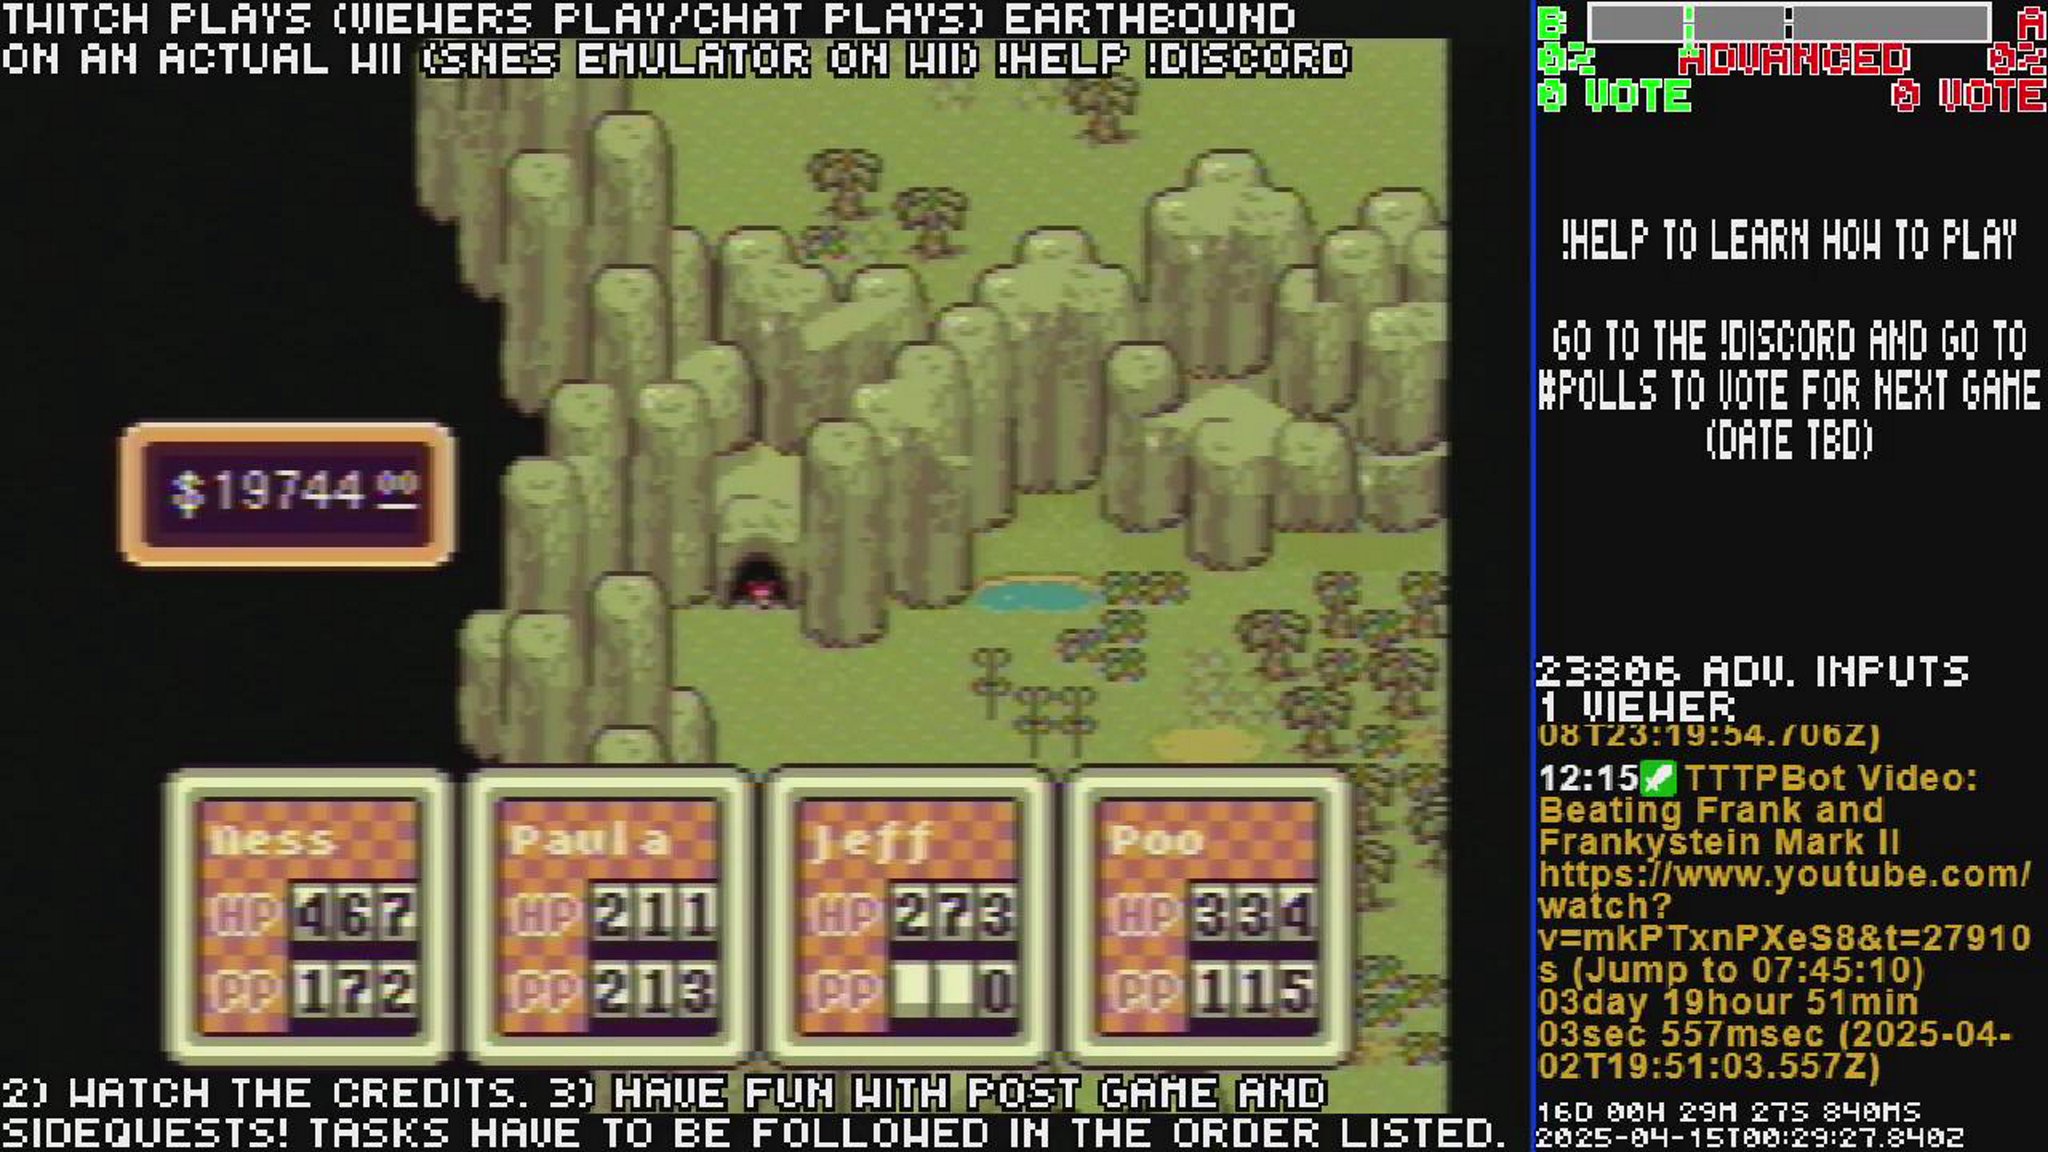 TWITCH PLAYS (VIEWERS PLAY/CHAT PLAYS) EARTHBOUND
ON AN ACTUAL WII (SNES EMULATOR ON WII) !HELP !DISCORD
B A
0% ADVANCED 0%
0 VOTE 0 VOTE
!HELP TO LEARN HOW TO PLAY
GO TO THE !DISCORD AND GO TO
#POLLS TO VOTE FOR NEXT GAME
(DATE TBD)
$19744.00
23806 ADV. INPUTS
1 VIEWER
08T23:19:54.706Z)
12:15 TTTPBot Video:
Beating Frank and
Frankystein Mark II
https://www.youtube.com/
watch?
v=mkPTxnPXeS8&t=27910
s (Jump to 07:45:10)
03day 19hour 51min
03sec 557msec (2025-04-
02T19:51:03.557Z)
Ness Paula Jeff Poo
HP 467 HP 211 HP 273 HP 334
PP 172 PP 213 PP 0 PP 115
2) WATCH THE CREDITS. 3) HAVE FUN WITH POST GAME AND
SIDEQUESTS! TASKS HAVE TO BE FOLLOWED IN THE ORDER LISTED.
16D 00H 29M 27S 840MS
2025-04-15T00:29:27.840Z